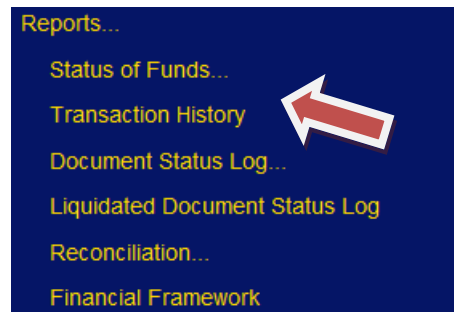 Reports...
Status of Funds...
Transaction History
Document Status Log...
Liquidated Document Status Log
Reconciliation...
Financial Framework